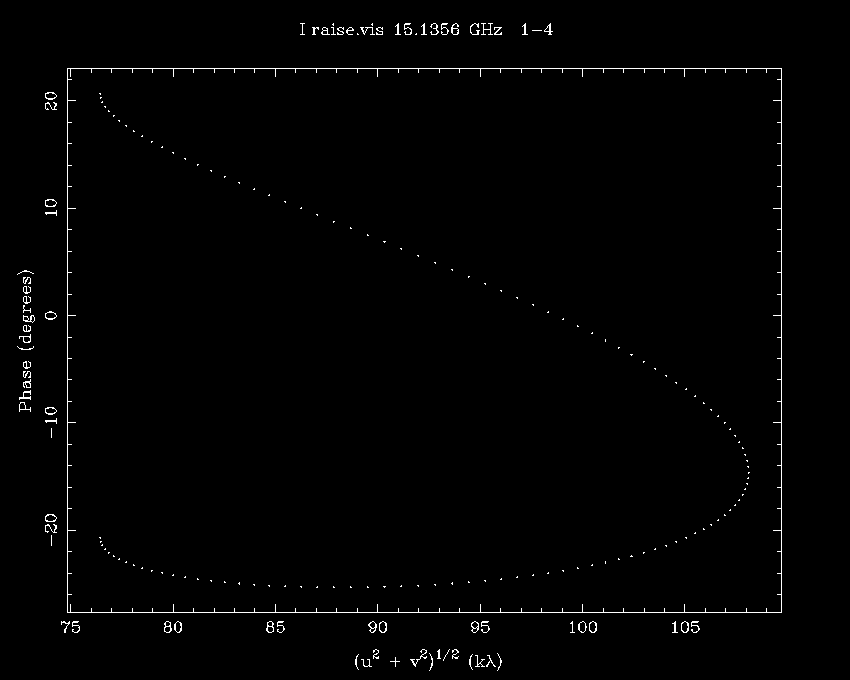 I raise.vis 15.1356 GHz 1−4
20
10
0
−10
−20
Phase (degrees)
75 80 85 90 95 100 105
(u² + v²)¹/² (kλ)